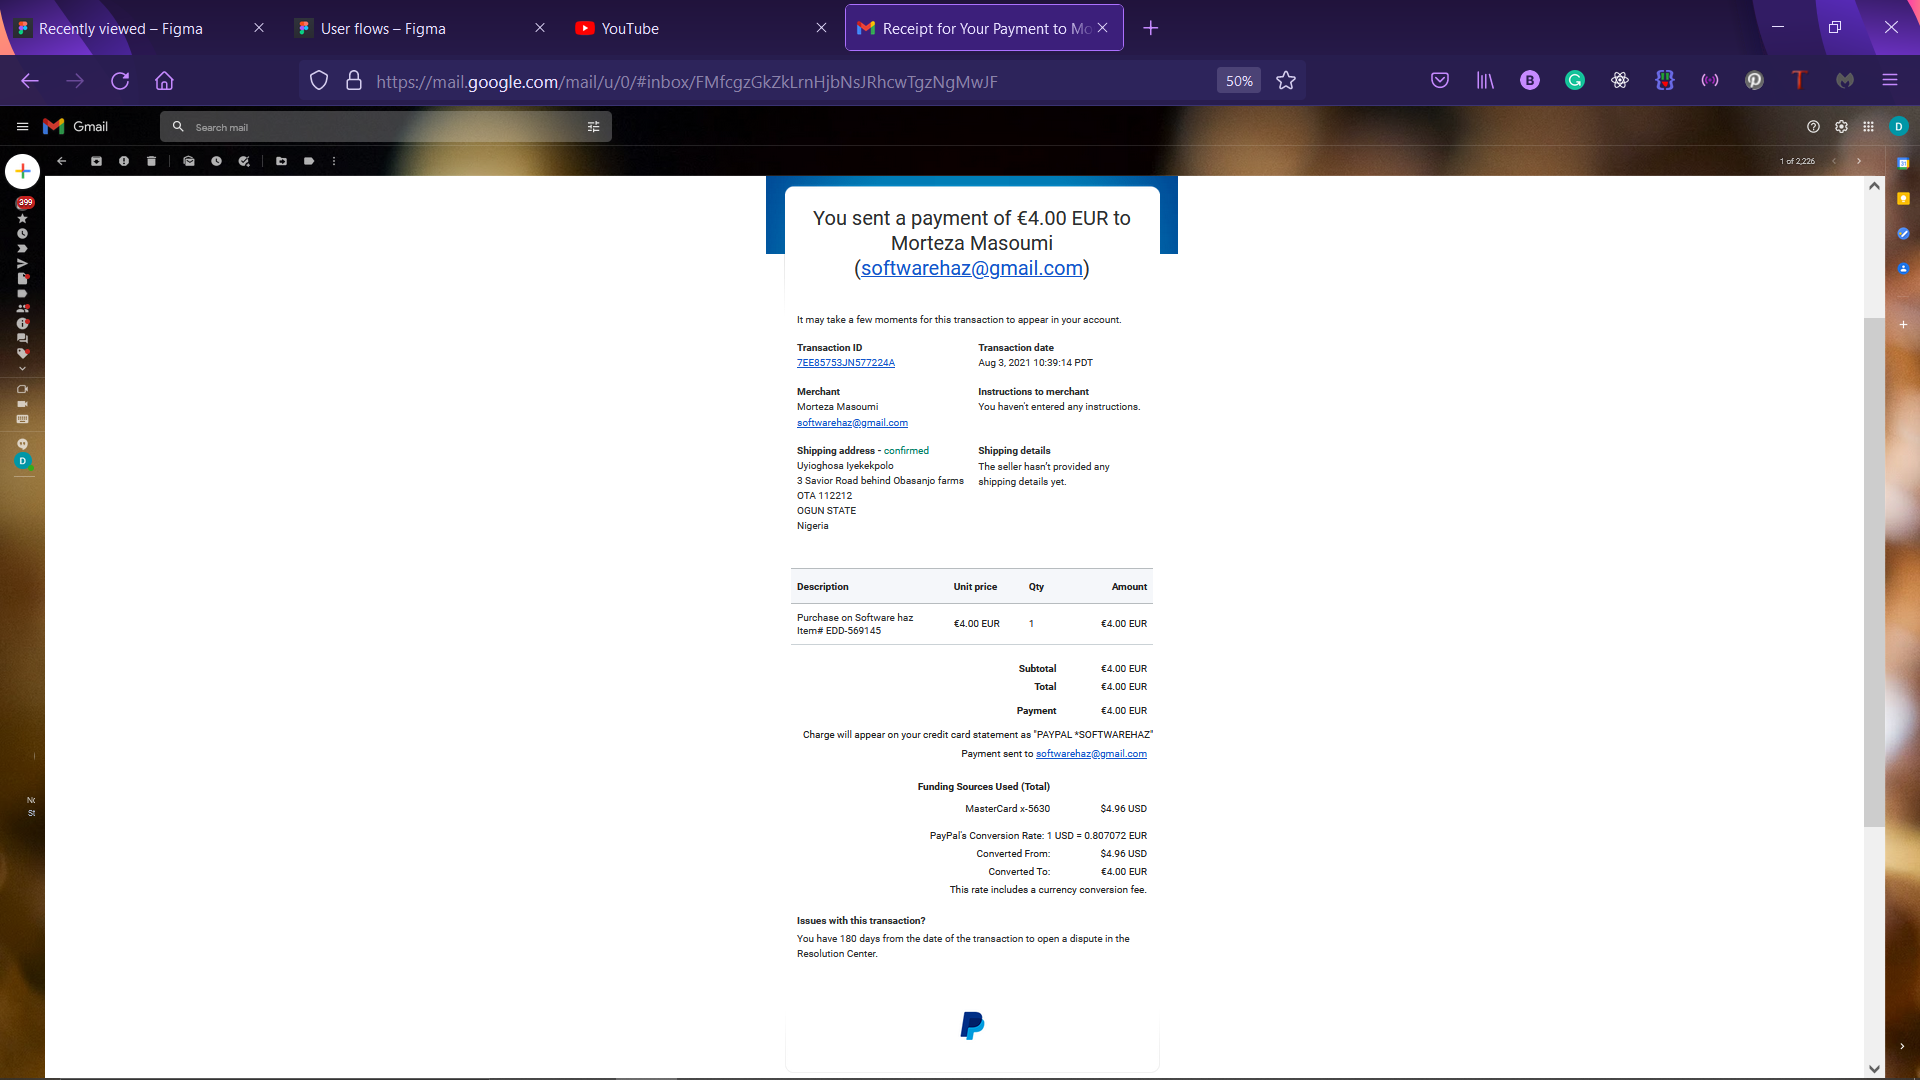 Recently viewed – Figma
User flows – Figma
YouTube
Receipt for Your Payment to Mo
https://mail.google.com/mail/u/0/#inbox/FMfcgzGkZkLrnHjbNsJRhcwTgzNgMwJF
50%
Gmail
Search mail
D
1 of 2,226
399
You sent a payment of €4.00 EUR to
Morteza Masoumi
(softwarehaz@gmail.com)
It may take a few moments for this transaction to appear in your account.
Transaction ID
7EE85753JN577224A
Transaction date
Aug 3, 2021 10:39:14 PDT
Merchant
Morteza Masoumi
softwarehaz@gmail.com
Instructions to merchant
You haven't entered any instructions.
Shipping address - confirmed
Uyioghosa Iyekekpolo
3 Savior Road behind Obasanjo farms
OTA 112212
OGUN STATE
Nigeria
Shipping details
The seller hasn't provided any
shipping details yet.
D
Description Unit price Qty Amount
Purchase on Software haz
Item# EDD-569145
€4.00 EUR 1 €4.00 EUR
Subtotal €4.00 EUR
Total €4.00 EUR
Payment €4.00 EUR
Charge will appear on your credit card statement as "PAYPAL *SOFTWAREHAZ"
Payment sent to softwarehaz@gmail.com
Funding Sources Used (Total)
MasterCard x-5630 $4.96 USD
PayPal's Conversion Rate: 1 USD = 0.807072 EUR
Converted From: $4.96 USD
Converted To: €4.00 EUR
This rate includes a currency conversion fee.
Issues with this transaction?
You have 180 days from the date of the transaction to open a dispute in the
Resolution Center.